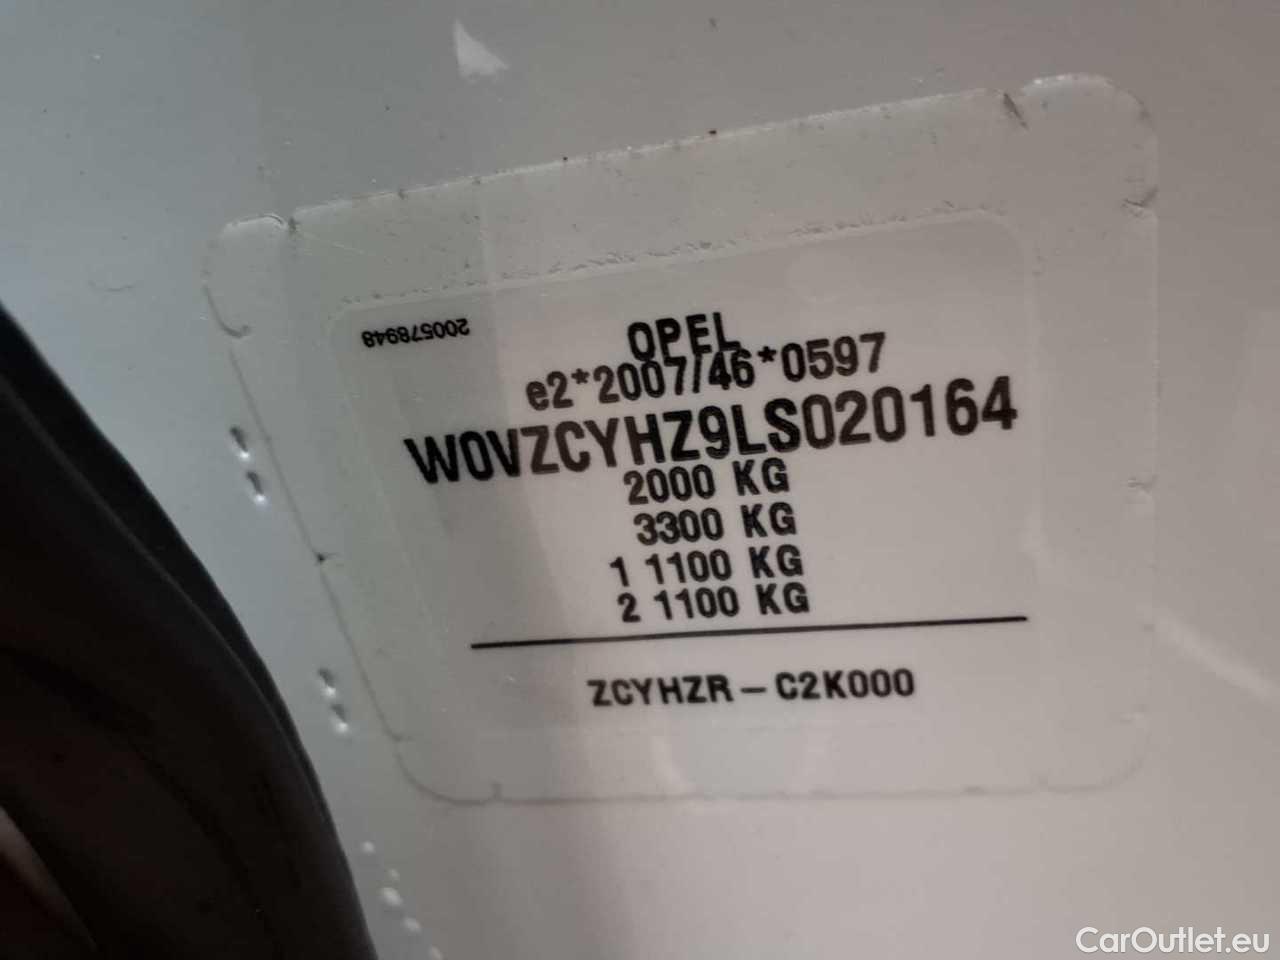 200578948
OPEL
e2*2007/46*0597
W0VZCYHZ9LS020164
2000 KG
3300 KG
1 1100 KG
2 1100 KG
ZCYHZR – C2K000
CarOutlet.eu